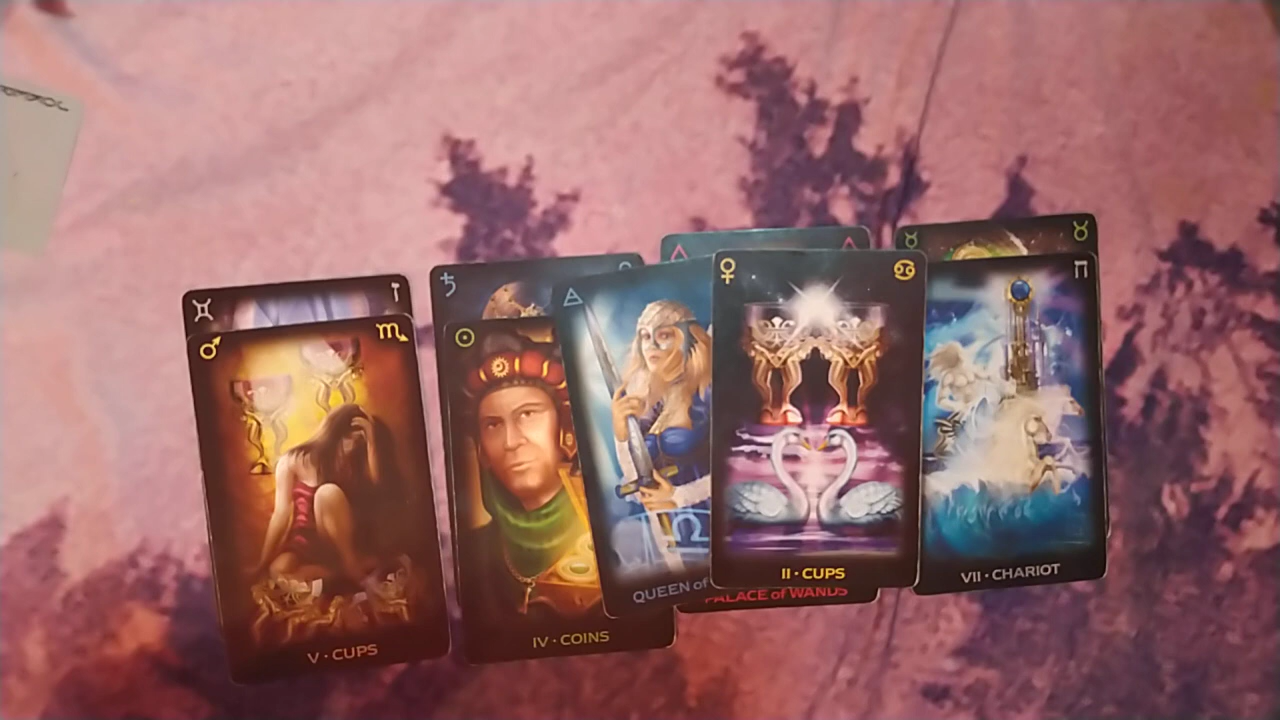 V · CUPS
IV · COINS
QUEEN of
PALACE of WANDS
II · CUPS
VII · CHARIOT